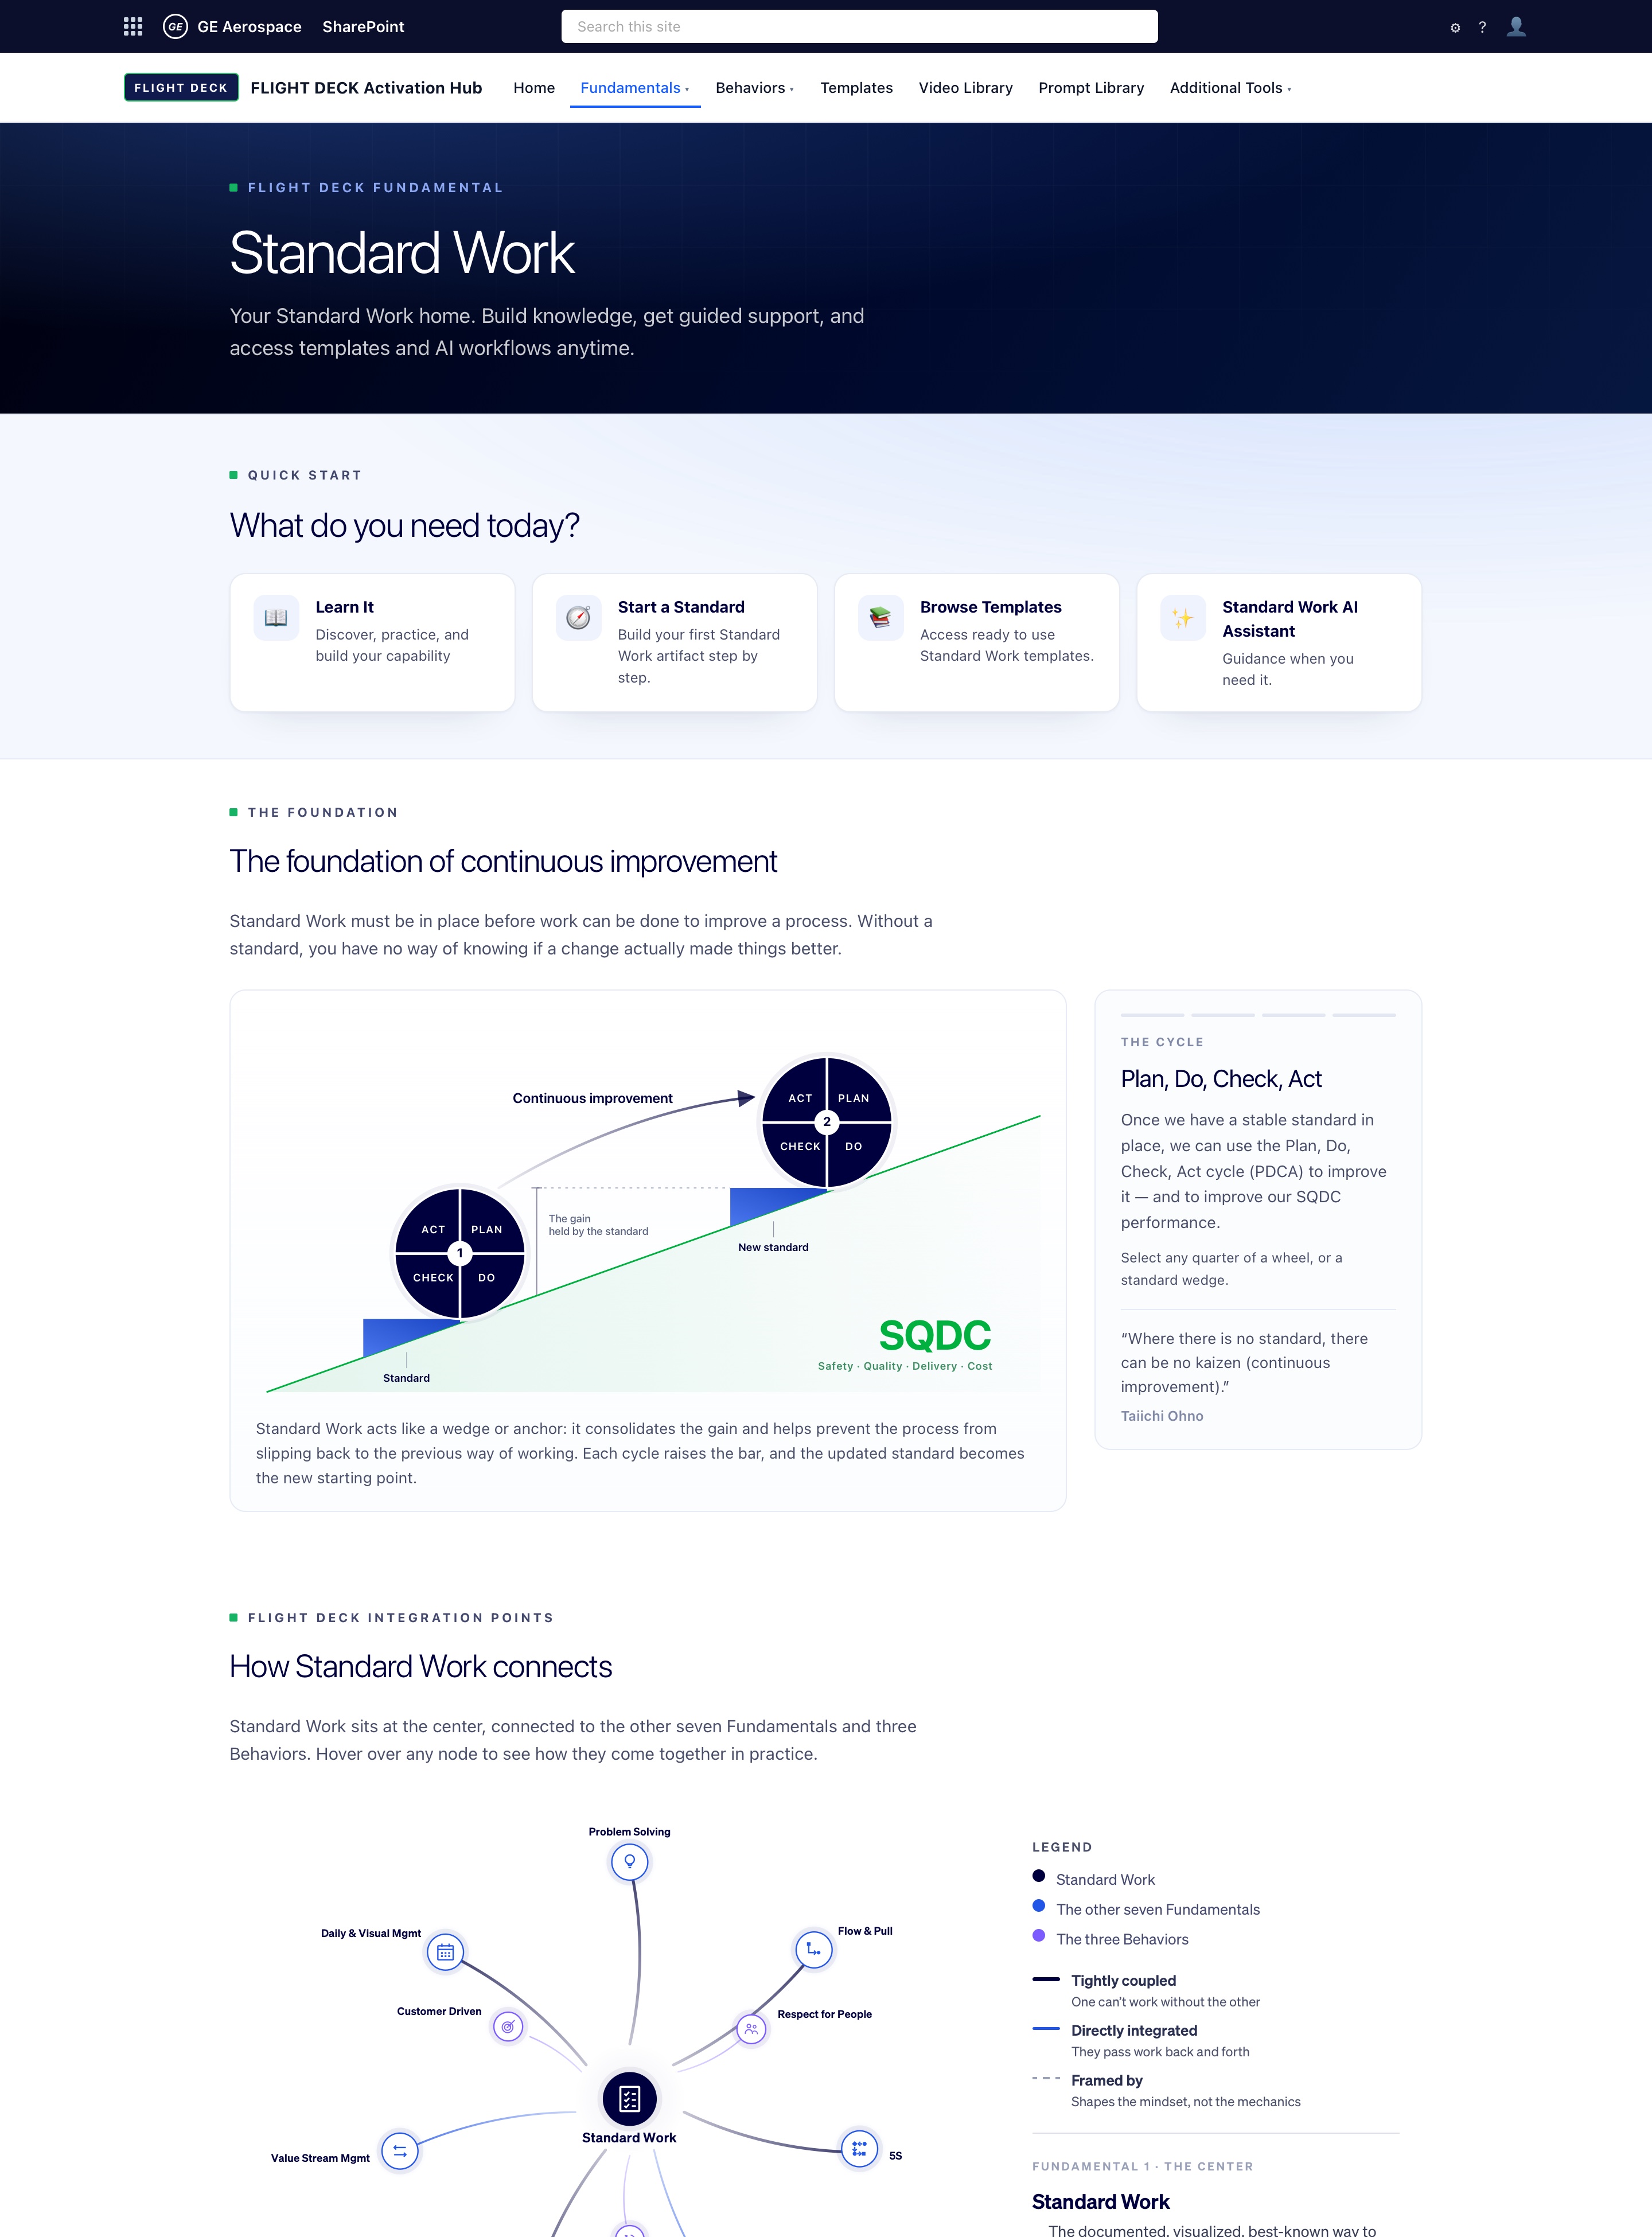 GE Aerospace SharePoint
Search this site
?
FLIGHT DECK
FLIGHT DECK Activation Hub
Home
Fundamentals
Behaviors
Templates
Video Library
Prompt Library
Additional Tools
FLIGHT DECK FUNDAMENTAL
Standard Work
Your Standard Work home. Build knowledge, get guided support, and
access templates and AI workflows anytime.
QUICK START
What do you need today?
Learn It
Discover, practice, and
build your capability
Start a Standard
Build your first Standard
Work artifact step by
step.
Browse Templates
Access ready to use
Standard Work templates.
Standard Work AI
Assistant
Guidance when you
need it.
THE FOUNDATION
The foundation of continuous improvement
Standard Work must be in place before work can be done to improve a process. Without a
standard, you have no way of knowing if a change actually made things better.
Continuous improvement
ACT PLAN
2
CHECK DO
ACT PLAN
1
CHECK DO
The gain
held by the standard
New standard
Standard
SQDC
Safety · Quality · Delivery · Cost
Standard Work acts like a wedge or anchor: it consolidates the gain and helps prevent the process from
slipping back to the previous way of working. Each cycle raises the bar, and the updated standard becomes
the new starting point.
THE CYCLE
Plan, Do, Check, Act
Once we have a stable standard in
place, we can use the Plan, Do,
Check, Act cycle (PDCA) to improve
it — and to improve our SQDC
performance.
Select any quarter of a wheel, or a
standard wedge.
“Where there is no standard, there
can be no kaizen (continuous
improvement).”
Taiichi Ohno
FLIGHT DECK INTEGRATION POINTS
How Standard Work connects
Standard Work sits at the center, connected to the other seven Fundamentals and three
Behaviors. Hover over any node to see how they come together in practice.
Problem Solving
Daily & Visual Mgmt
Flow & Pull
Customer Driven
Respect for People
Standard Work
Value Stream Mgmt
5S
LEGEND
Standard Work
The other seven Fundamentals
The three Behaviors
Tightly coupled
One can’t work without the other
Directly integrated
They pass work back and forth
Framed by
Shapes the mindset, not the mechanics
FUNDAMENTAL 1 · THE CENTER
Standard Work
The documented, visualized, best-known way to